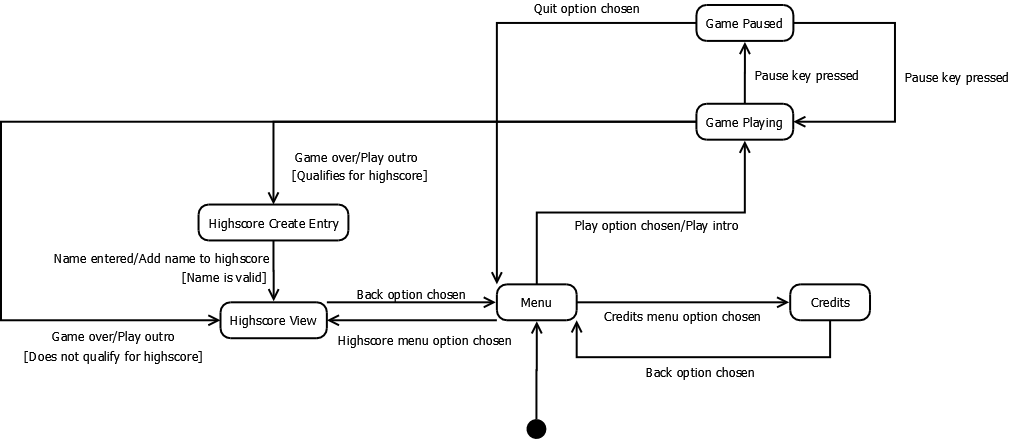 Quit option chosen
Game Paused
Pause key pressed
Pause key pressed
Game Playing
Game over/Play outro
[Qualifies for highscore]
Highscore Create Entry
Play option chosen/Play intro
Name entered/Add name to highscore
[Name is valid]
Back option chosen
Menu
Credits
Highscore View
Credits menu option chosen
Game over/Play outro
[Does not qualify for highscore]
Highscore menu option chosen
Back option chosen